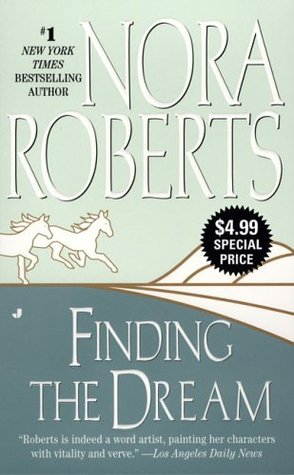 #1
NEW YORK
TIMES
BESTSELLING
AUTHOR
NORA
ROBERTS
$4.99
SPECIAL
PRICE
J
FINDING
THE DREAM
"Roberts is indeed a word artist, painting her characters
with vitality and verve." —Los Angeles Daily News